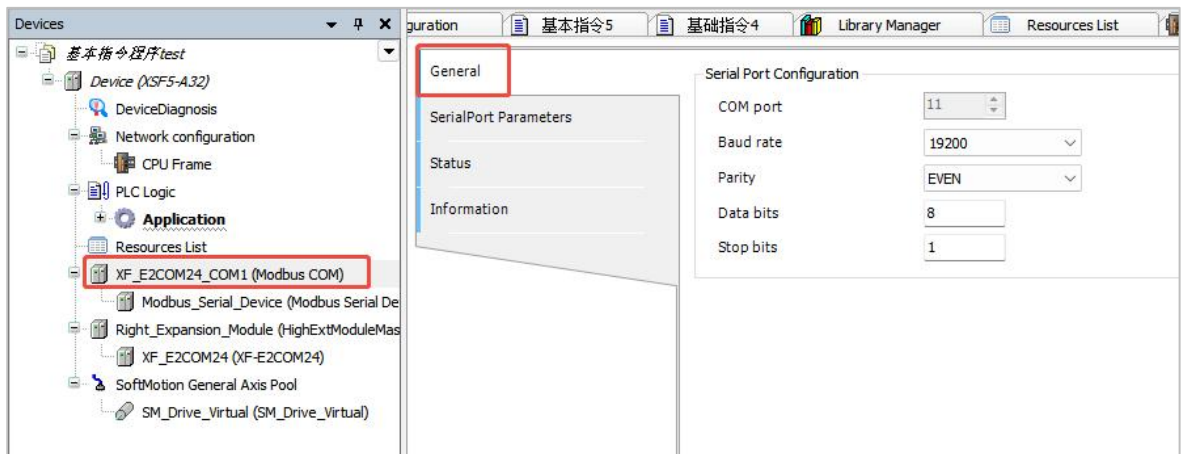 Devices
基本指令程序test
Device (XSF5-A32)
DeviceDiagnosis
Network configuration
CPU Frame
PLC Logic
Application
Resources List
XF_E2COM24_COM1 (Modbus COM)
Modbus_Serial_Device (Modbus Serial De
Right_Expansion_Module (HighExtModuleMas
XF_E2COM24 (XF-E2COM24)
SoftMotion General Axis Pool
SM_Drive_Virtual (SM_Drive_Virtual)
guration 基本指令5 基础指令4 Library Manager Resources List
General
SerialPort Parameters
Status
Information
Serial Port Configuration
COM port 11
Baud rate 19200
Parity EVEN
Data bits 8
Stop bits 1